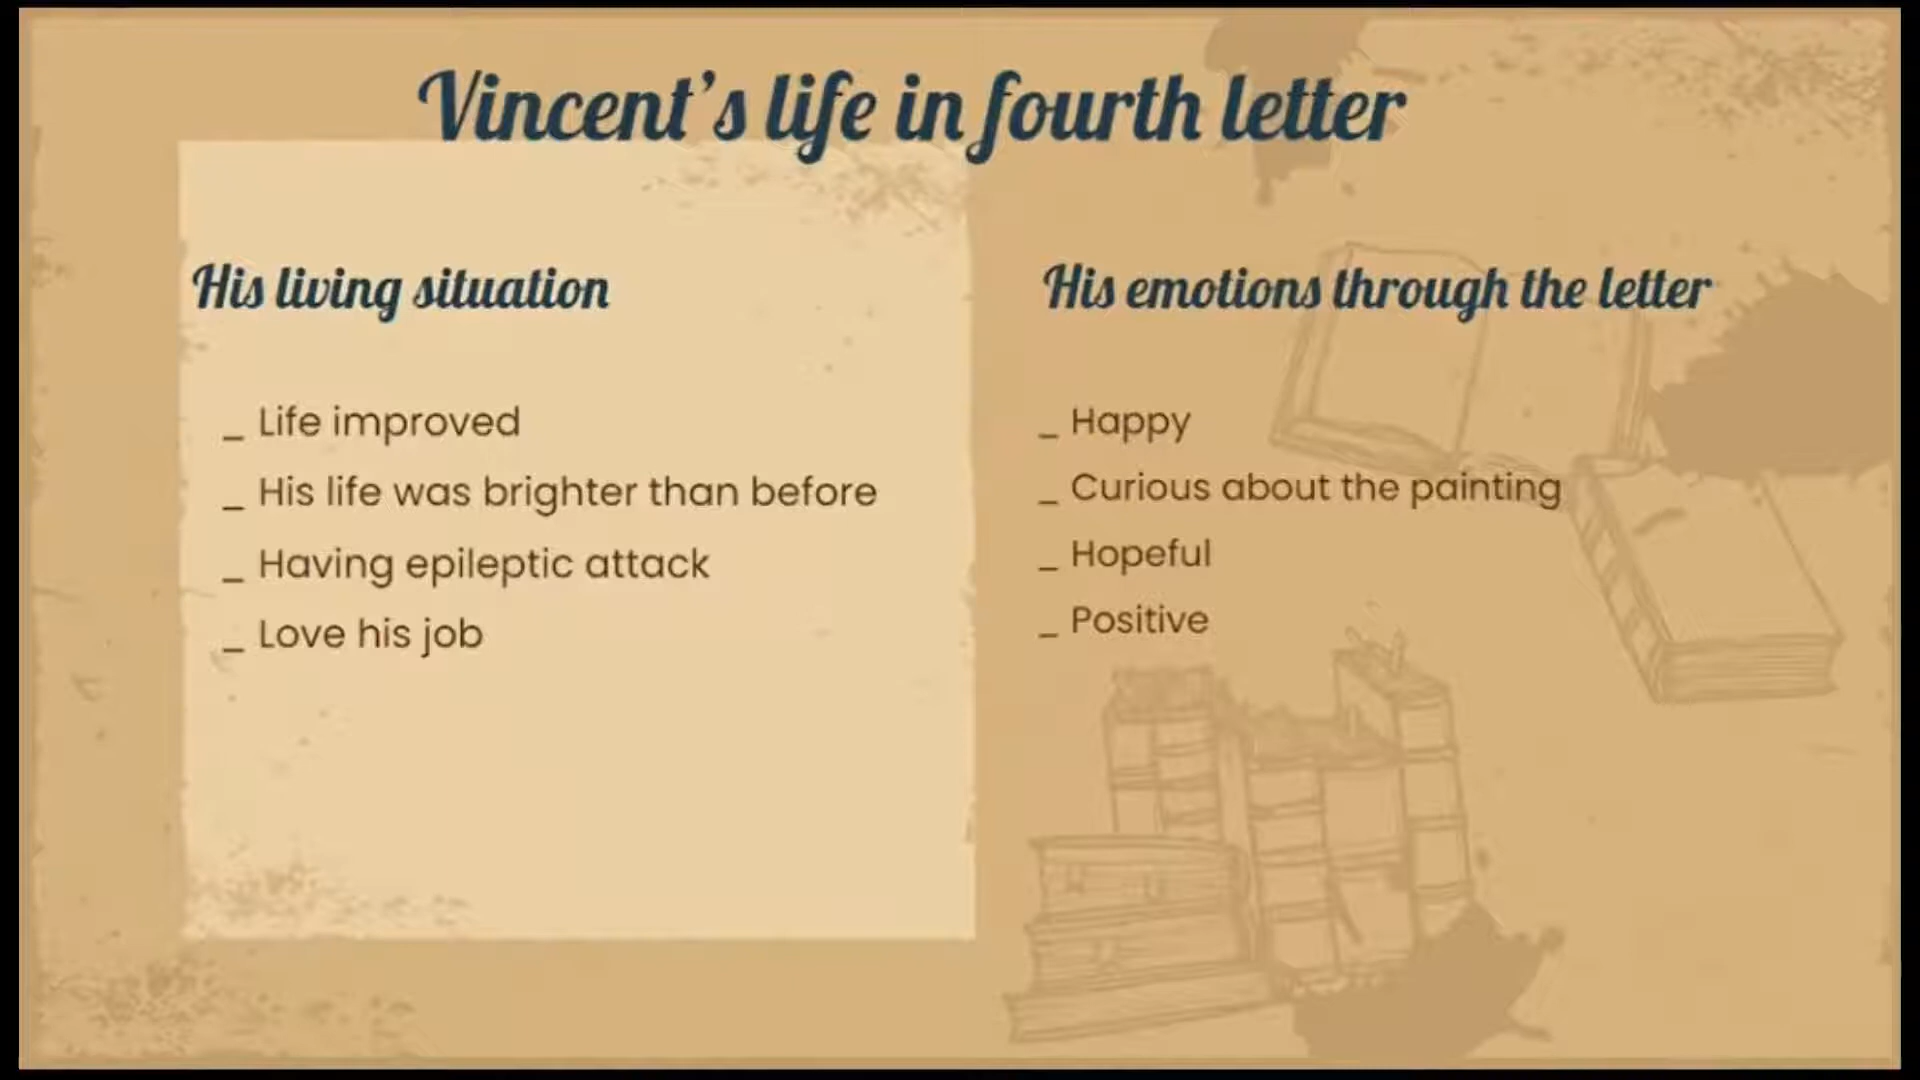 Vincent's life in fourth letter
His living situation
_ Life improved
_ His life was brighter than before
_ Having epileptic attack
_ Love his job
His emotions through the letter
_ Happy
_ Curious about the painting
_ Hopeful
_ Positive